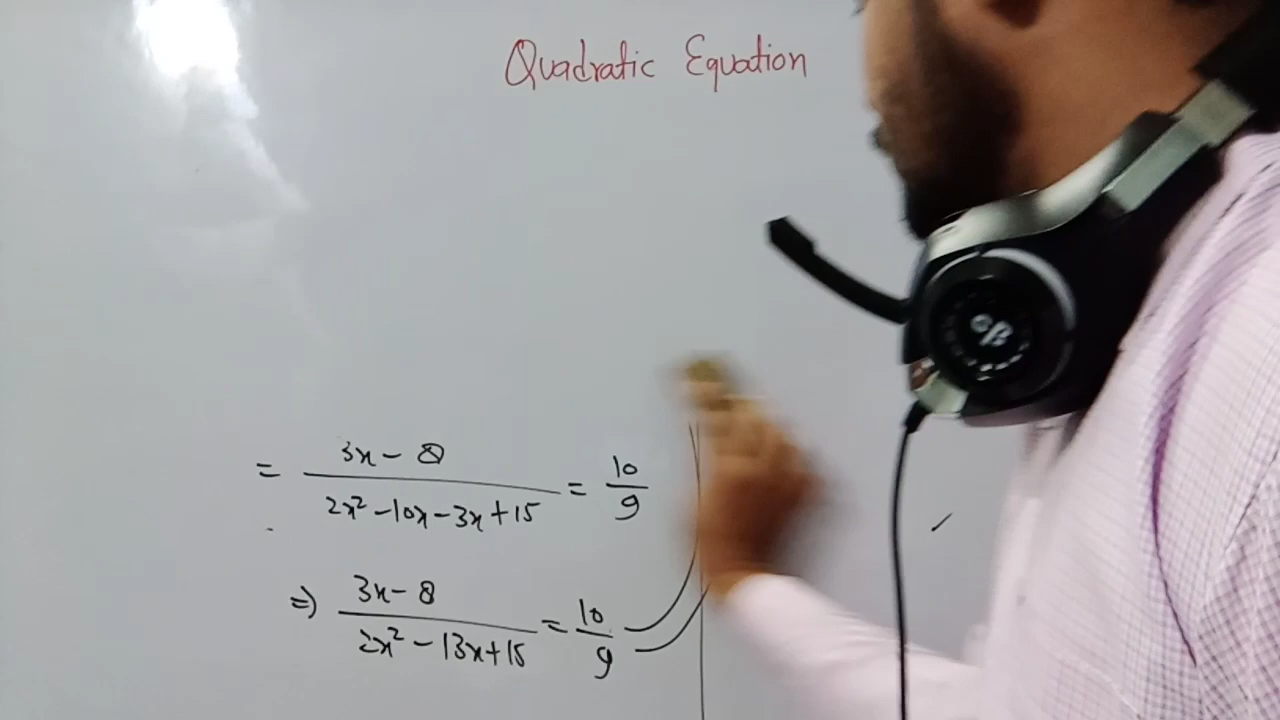 Quadratic Equation
= 3x - 8 / 2x² - 10x - 3x + 15 = 10/9
⇒ 3x - 8 / 2x² - 13x + 15 = 10/9